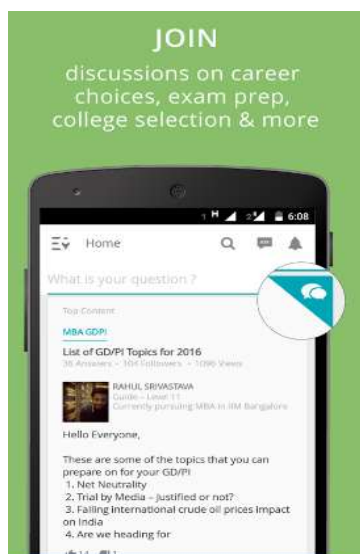 JOIN
discussions on career
choices, exam prep,
college selection & more
1 H 2 6:08
Home
What is your question ?
Top Content
MBA GDPI
List of GD/PI Topics for 2016
36 Answers • 104 Followers • 1096 Views
RAHUL SRIVASTAVA
Guide - Level 11
Currently pursuing MBA in IIM Bangalore
Hello Everyone,
These are some of the topics that you can
prepare on for your GD/PI
1. Net Neutrality
2. Trial by Media – Justified or not?
3. Falling international crude oil prices impact
on India
4. Are we heading for